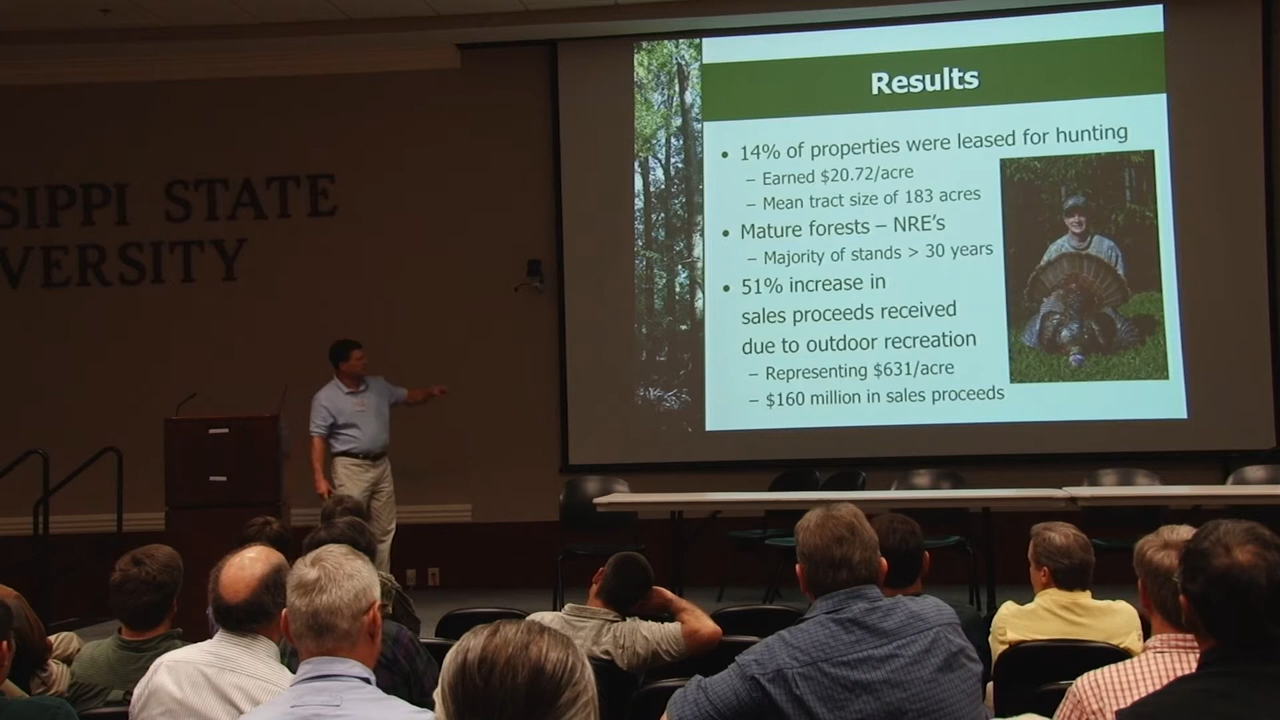 SIPPI STATE
VERSITY
Results
• 14% of properties were leased for hunting
– Earned $20.72/acre
– Mean tract size of 183 acres
• Mature forests – NRE's
– Majority of stands > 30 years
• 51% increase in
sales proceeds received
due to outdoor recreation
– Representing $631/acre
– $160 million in sales proceeds